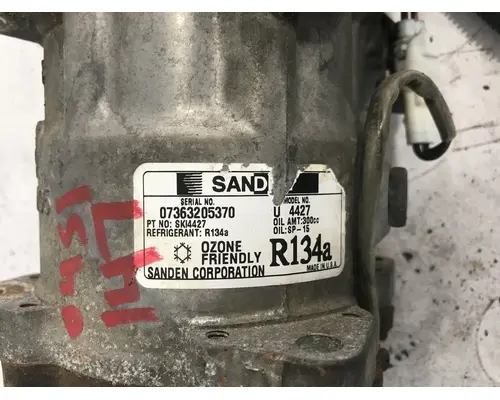 SAND
SERIAL NO.
MODEL NO.
07363205370
U 4427
PT NO: SKI4427
OIL AMT:300cc
REFRIGERANT: R134a
OIL:SP-15
OZONE
FRIENDLY
R134a
SANDEN CORPORATION
MADE IN U.S.A.